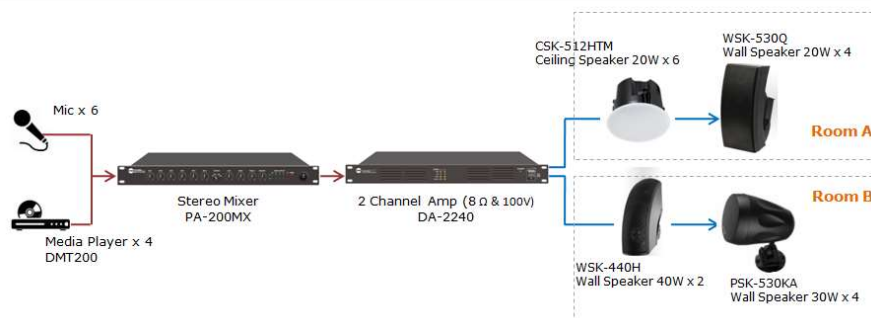 CSK-512HTM
Ceiling Speaker 20W x 6
WSK-530Q
Wall Speaker 20W x 4
Mic x 6
Room A
Stereo Mixer
PA-200MX
2 Channel Amp (8 Ω & 100V)
DA-2240
Room B
Media Player x 4
DMT200
WSK-440H
Wall Speaker 40W x 2
PSK-530KA
Wall Speaker 30W x 4